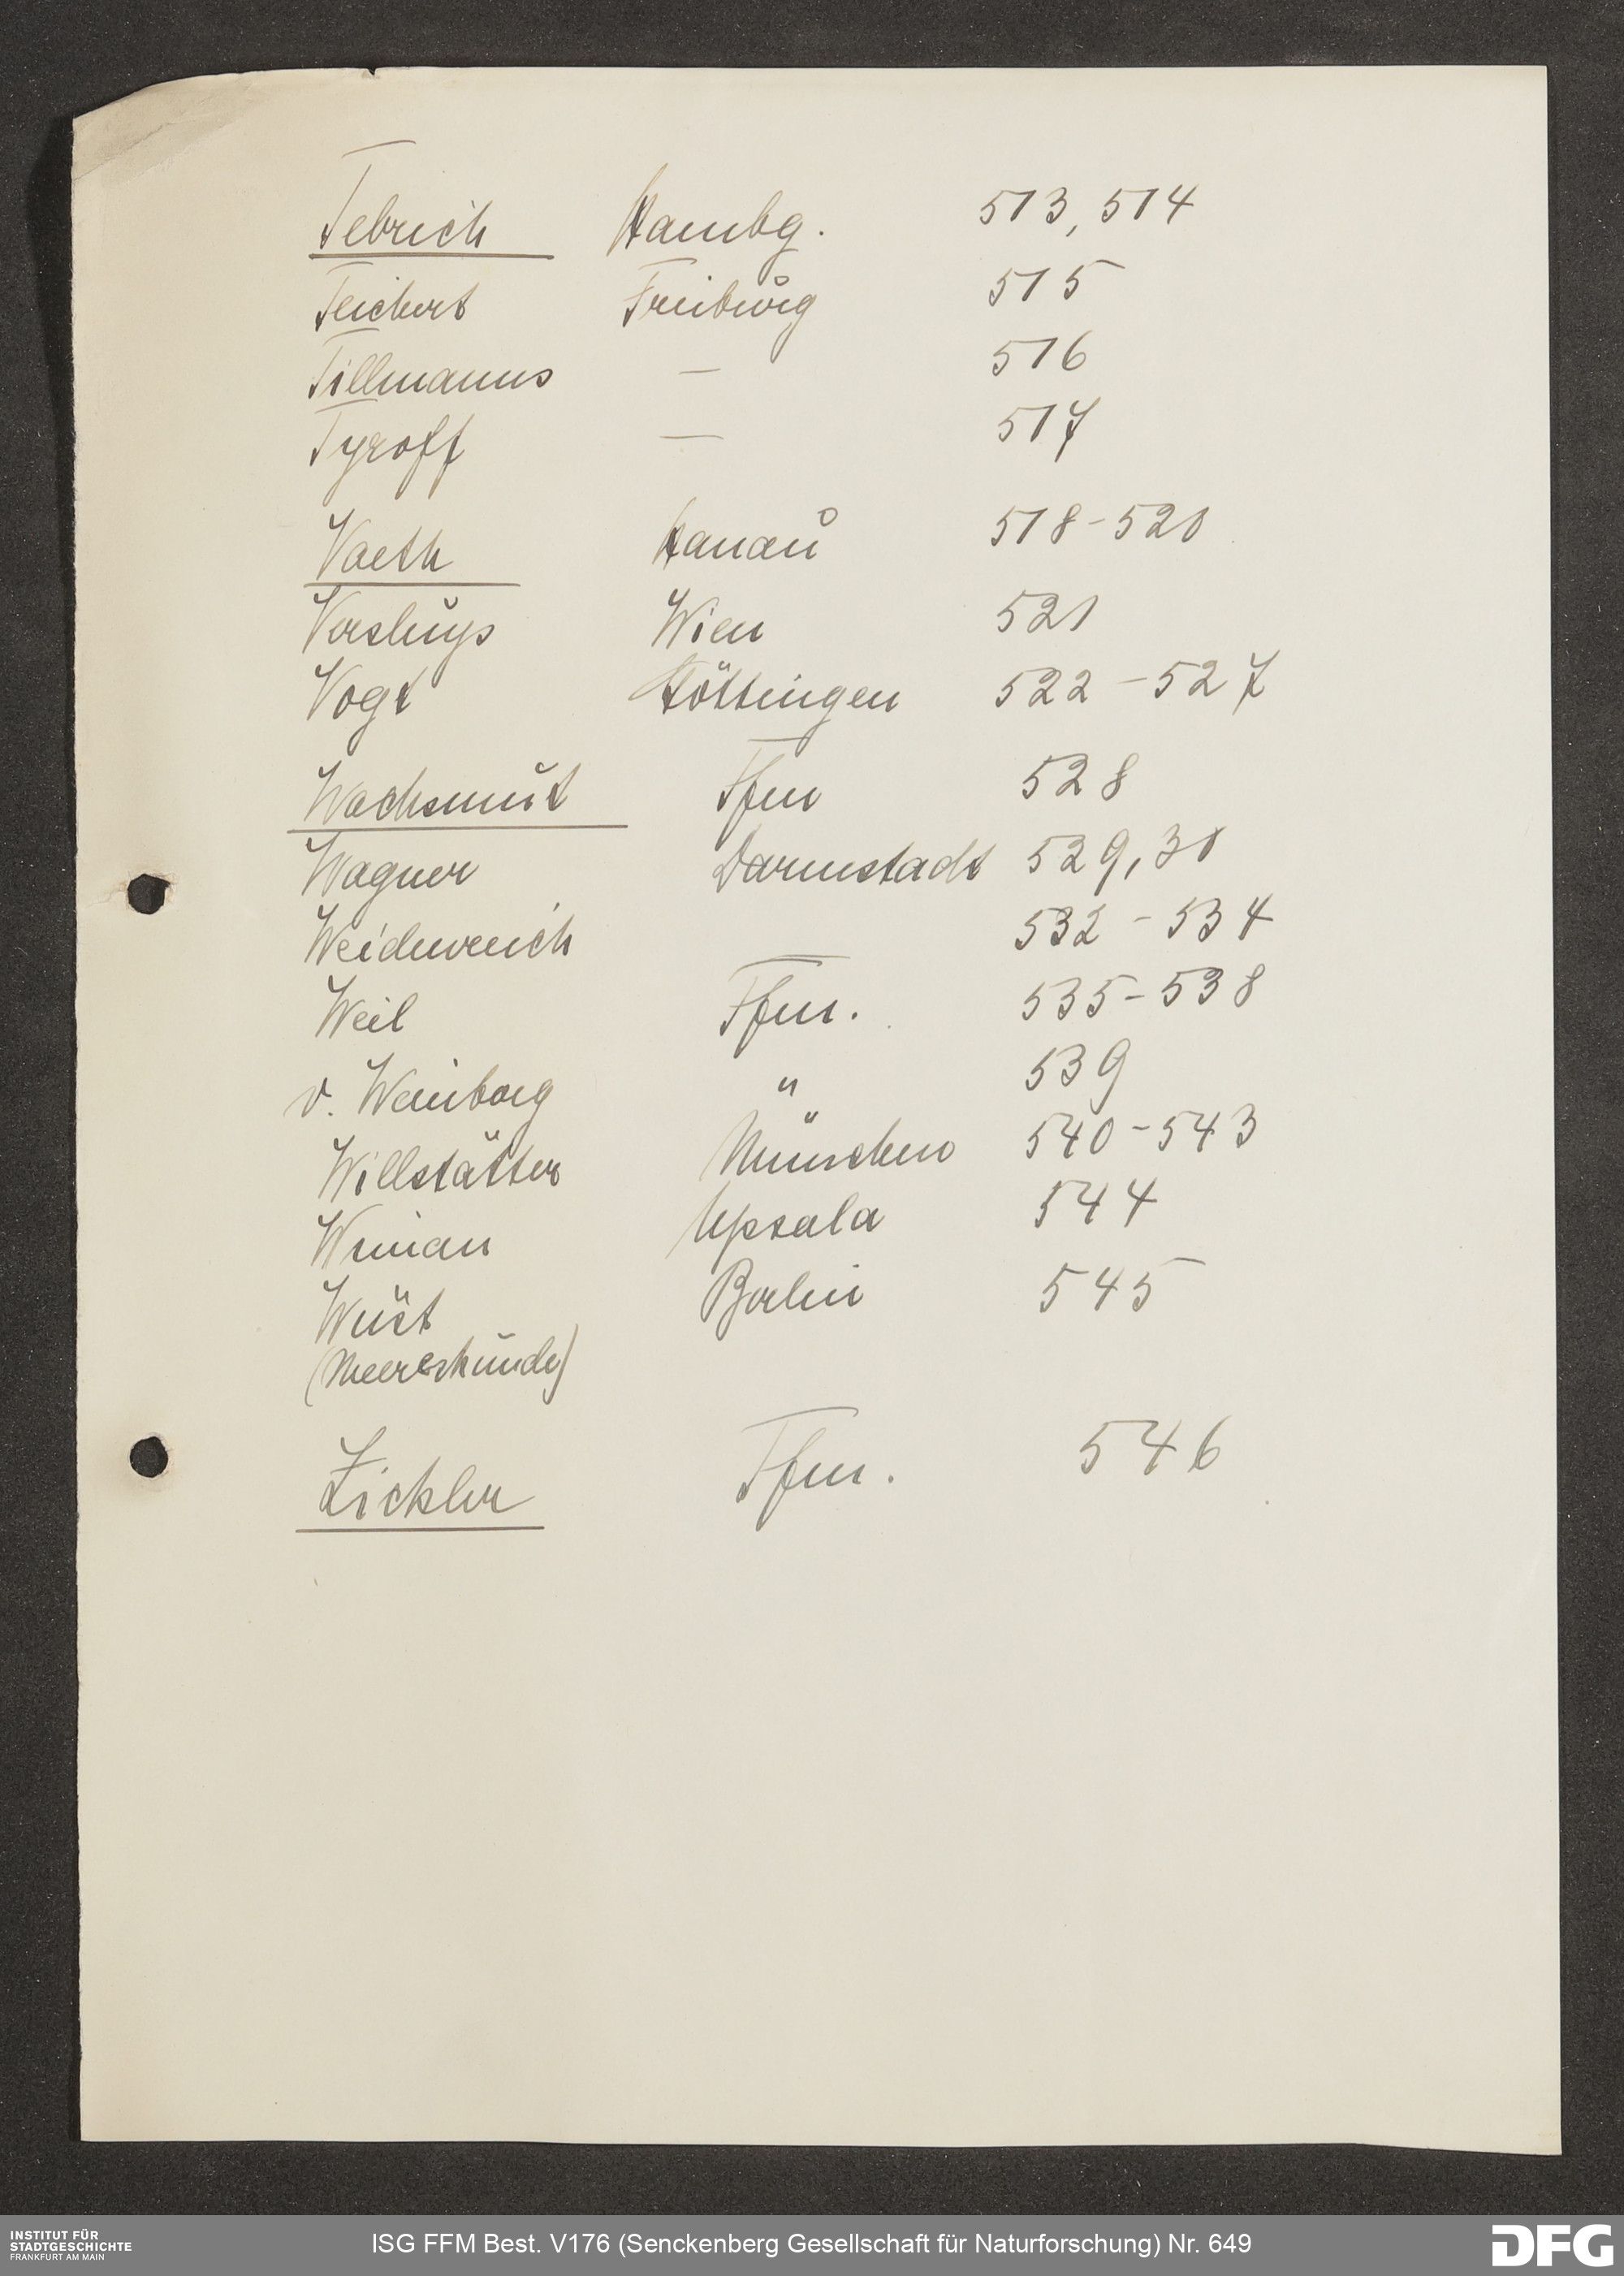 Tebrich Hambg. 513, 514
Teichert Freiburg 515
Tillmanns — 516
Tyroff — 517
Vaeth Hanau 518-520
Versluys Wien 521
Vogt Göttingen 522-527
Wachsmut Ffm 528
Wagner Darmstadt 529,30
Weidenreich 532-534
Weil Ffm. 535-538
v. Weinberg " 539
Willstätter München 540-543
Wiman Upsala 544
Wüst Berlin 545
(Meereskunde)
Zickler Ffm. 546
INSTITUT FÜR
STADTGESCHICHTE
FRANKFURT AM MAIN
ISG FFM Best. V176 (Senckenberg Gesellschaft für Naturforschung) Nr. 649
DFG